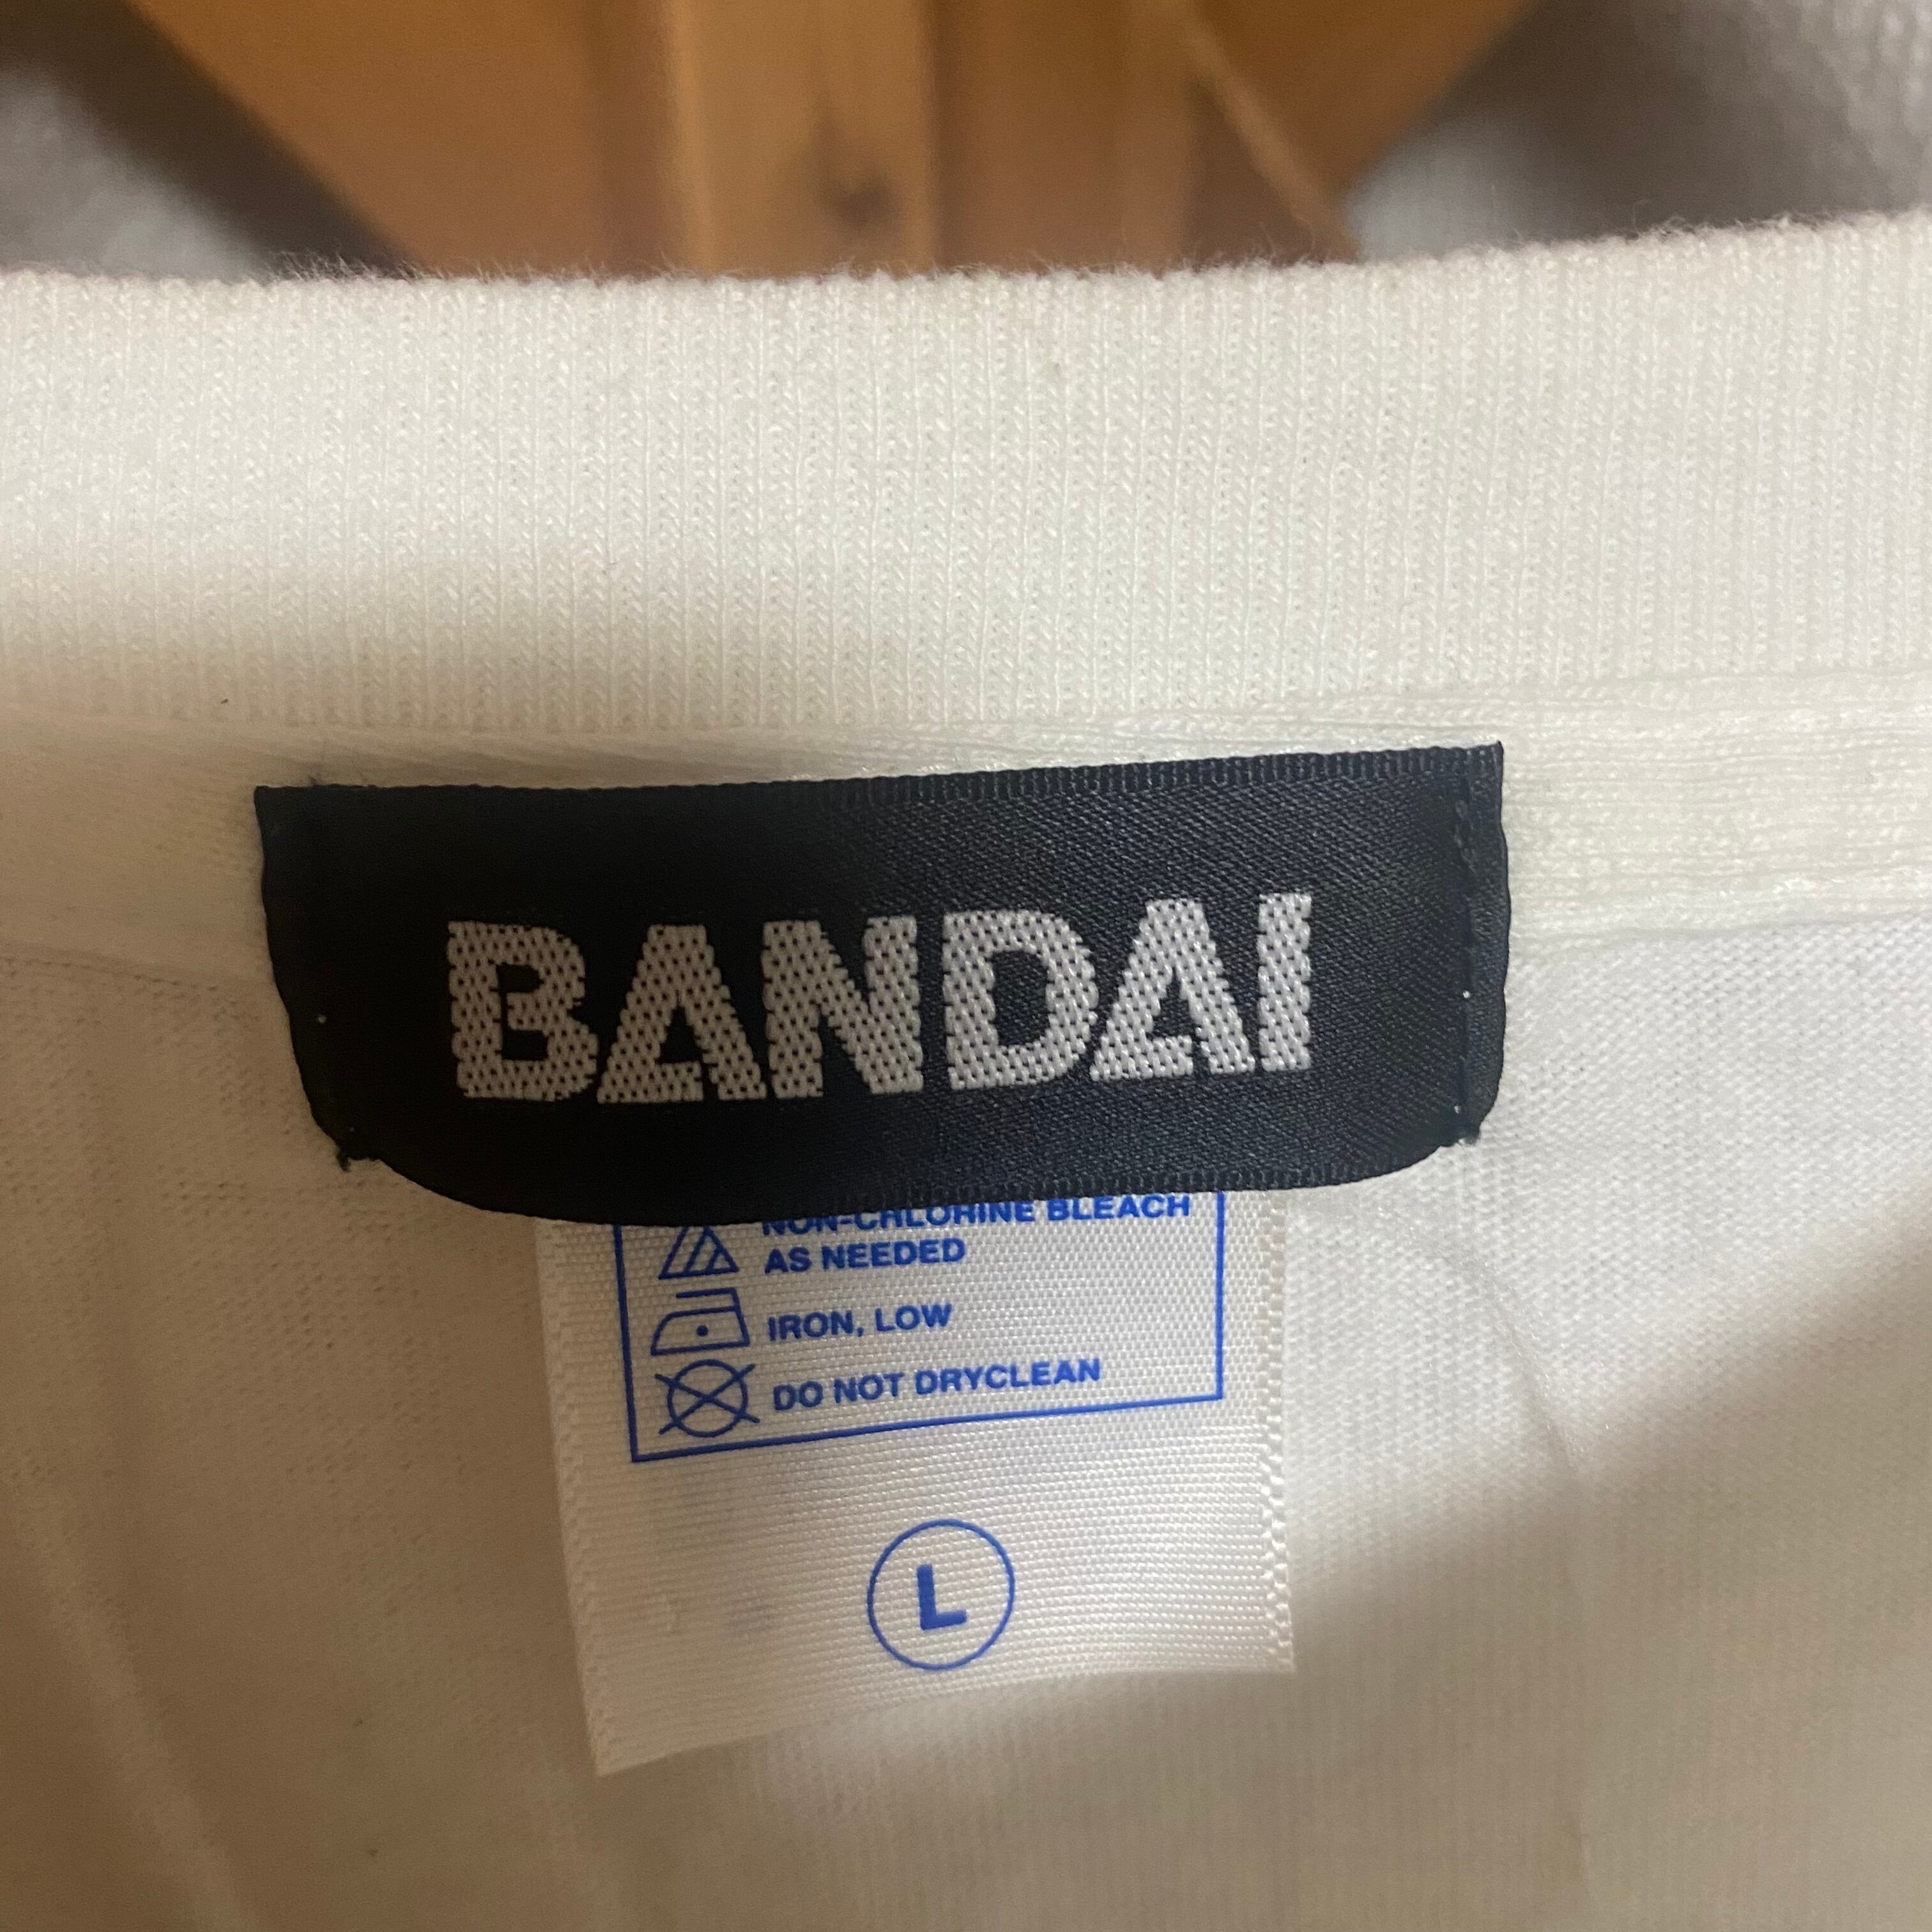 BANDAI
NON-CHLORINE BLEACH
AS NEEDED
IRON, LOW
DO NOT DRYCLEAN
L